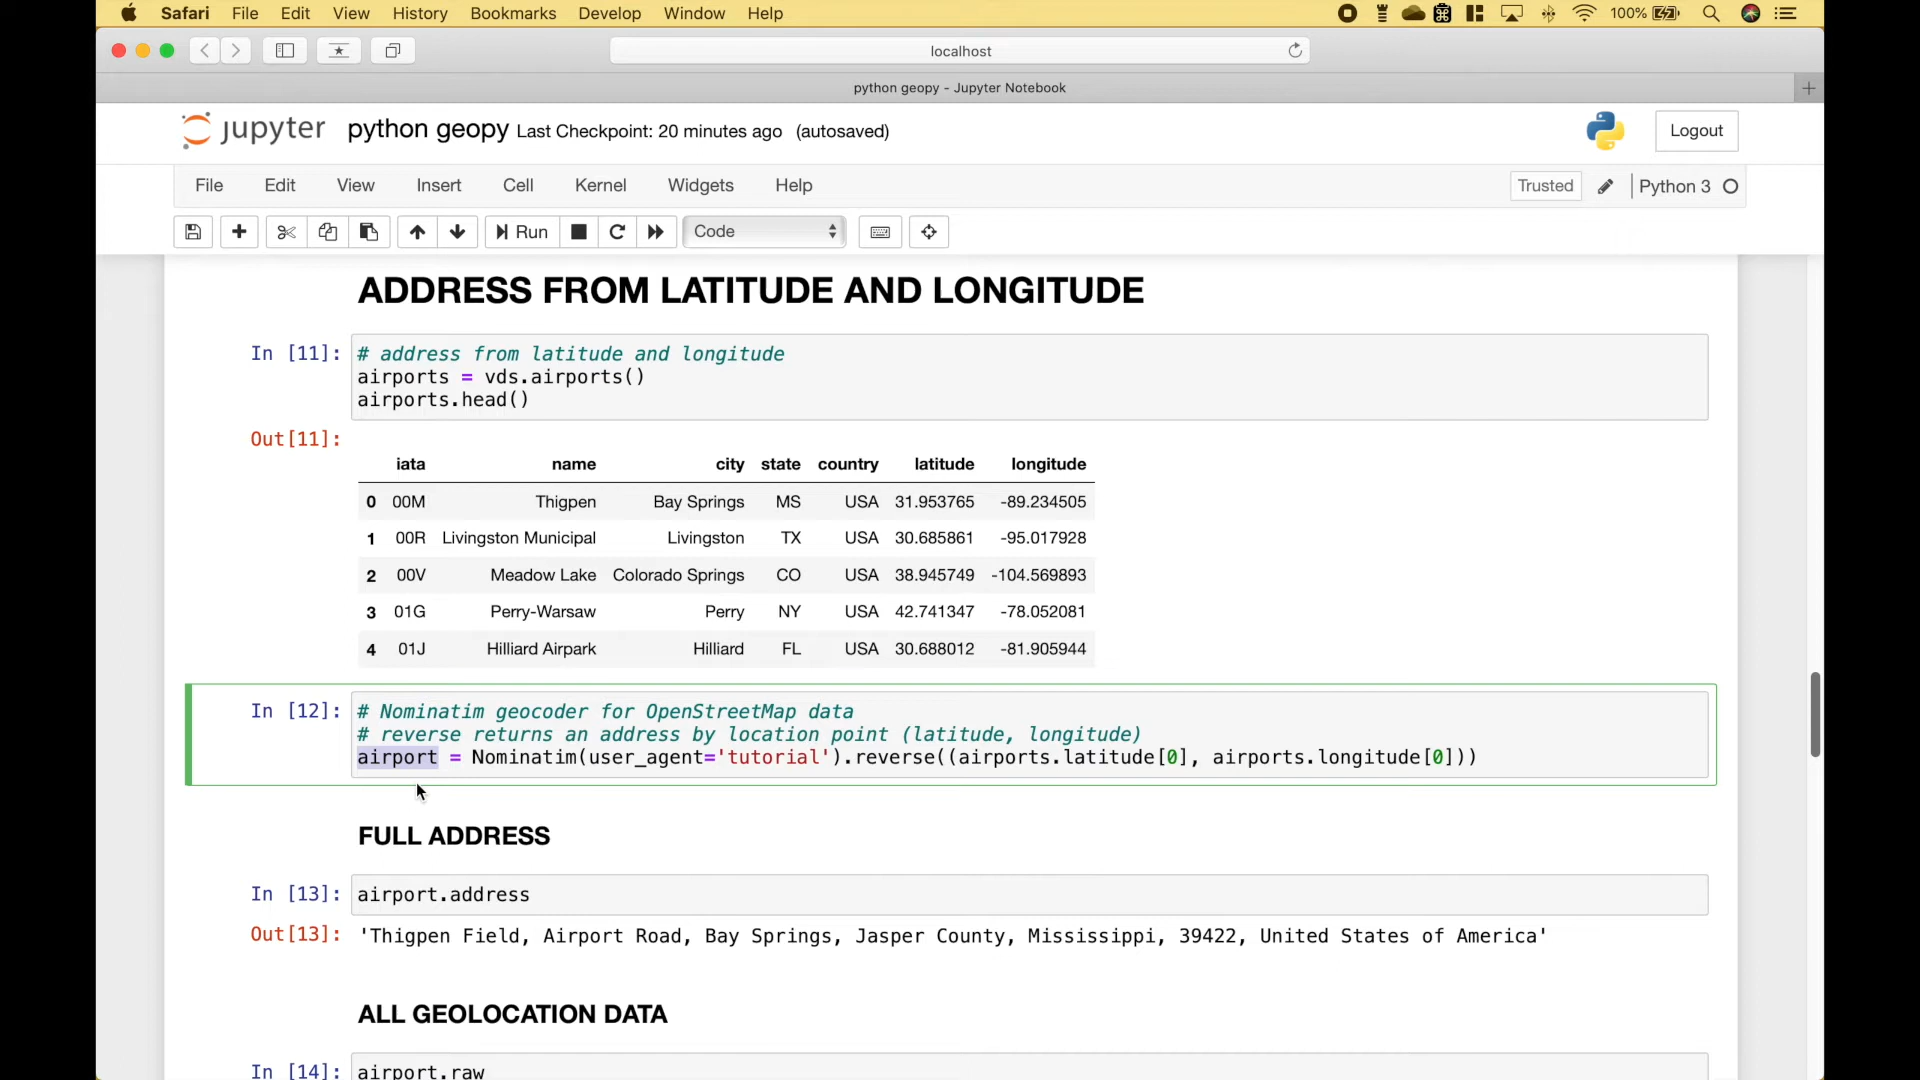 Safari File Edit View History Bookmarks Develop Window Help 100%
localhost
python geopy - Jupyter Notebook
jupyter python geopy Last Checkpoint: 20 minutes ago (autosaved) Logout
File Edit View Insert Cell Kernel Widgets Help Trusted Python 3
Run Code
ADDRESS FROM LATITUDE AND LONGITUDE
In [11]: # address from latitude and longitude
airports = vds.airports()
airports.head()
Out[11]:
iata name city state country latitude longitude
0 00M Thigpen Bay Springs MS USA 31.953765 -89.234505
1 00R Livingston Municipal Livingston TX USA 30.685861 -95.017928
2 00V Meadow Lake Colorado Springs CO USA 38.945749 -104.569893
3 01G Perry-Warsaw Perry NY USA 42.741347 -78.052081
4 01J Hilliard Airpark Hilliard FL USA 30.688012 -81.905944
In [12]: # Nominatim geocoder for OpenStreetMap data
# reverse returns an address by location point (latitude, longitude)
airport = Nominatim(user_agent='tutorial').reverse((airports.latitude[0], airports.longitude[0]))
FULL ADDRESS
In [13]: airport.address
Out[13]: 'Thigpen Field, Airport Road, Bay Springs, Jasper County, Mississippi, 39422, United States of America'
ALL GEOLOCATION DATA
In [14]: airport.raw